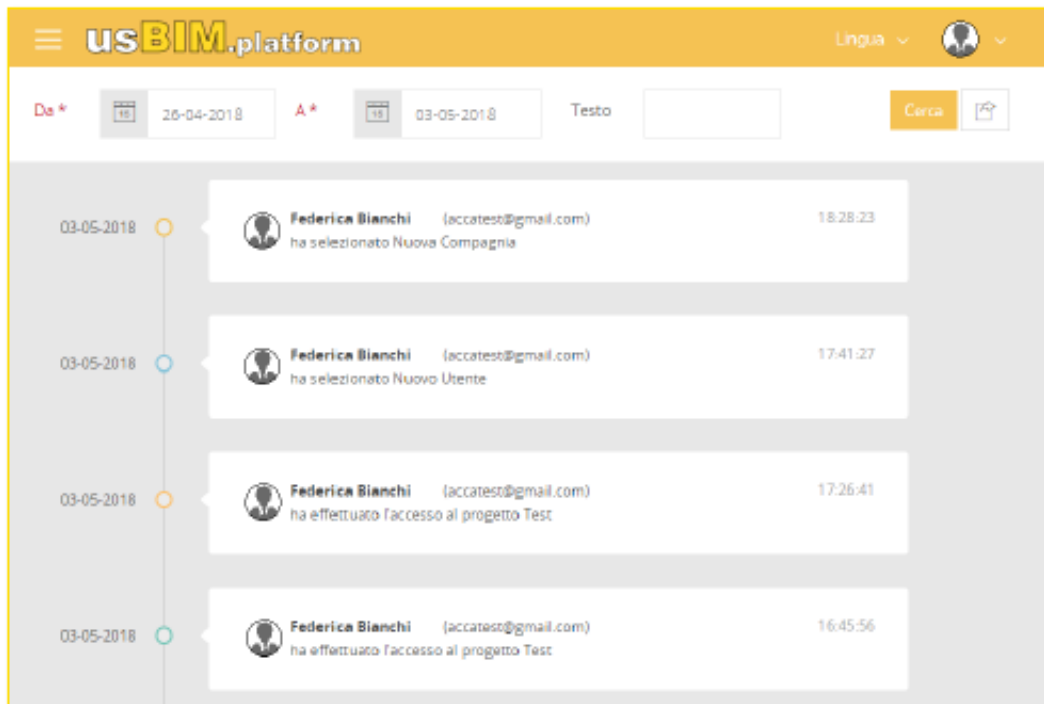 usBIM.platform Lingua
Da * 26-04-2018 A * 03-05-2018 Testo Cerca
03-05-2018 Federica Bianchi (accatest@gmail.com) 18:28:23
ha selezionato Nuova Compagnia
03-05-2018 Federica Bianchi (accatest@gmail.com) 17:41:27
ha selezionato Nuovo Utente
03-05-2018 Federica Bianchi (accatest@gmail.com) 17:26:41
ha effettuato l'accesso al progetto Test
03-05-2018 Federica Bianchi (accatest@gmail.com) 16:45:56
ha effettuato l'accesso al progetto Test